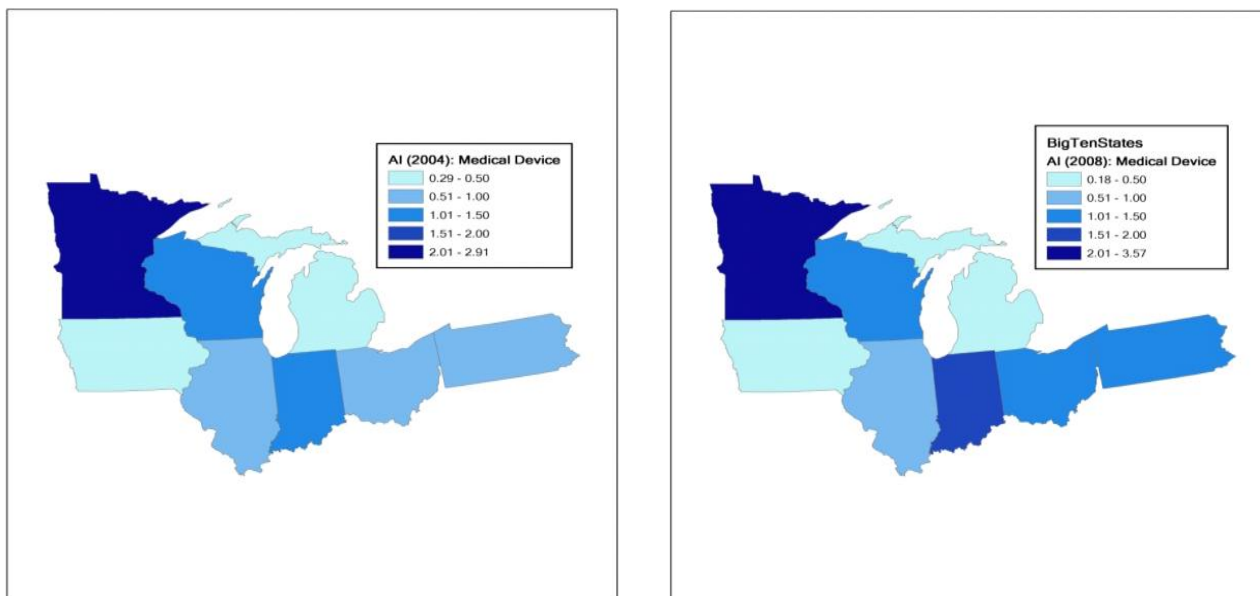 AI (2004): Medical Device
0.29 - 0.50
0.51 - 1.00
1.01 - 1.50
1.51 - 2.00
2.01 - 2.91
BigTenStates
AI (2008): Medical Device
0.18 - 0.50
0.51 - 1.00
1.01 - 1.50
1.51 - 2.00
2.01 - 3.57